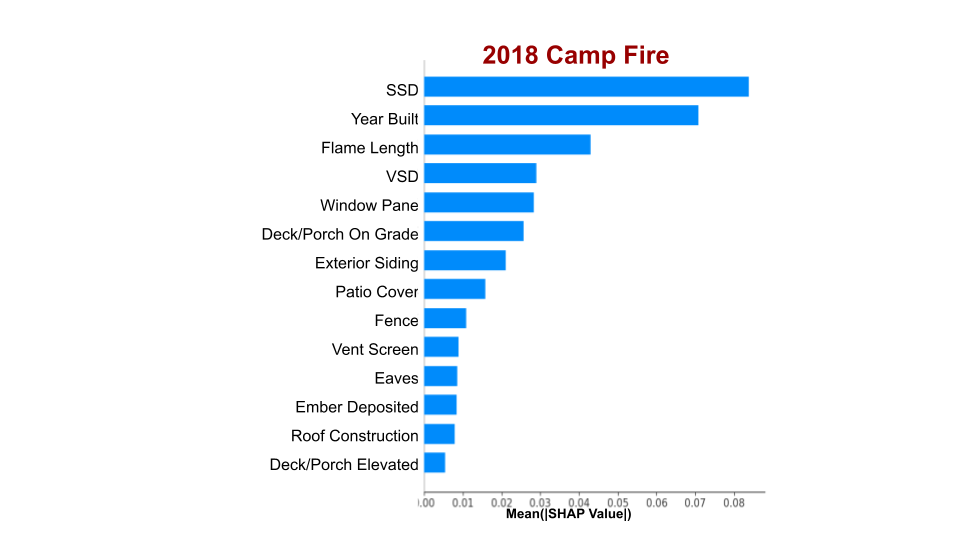 2018 Camp Fire
SSD
Year Built
Flame Length
VSD
Window Pane
Deck/Porch On Grade
Exterior Siding
Patio Cover
Fence
Vent Screen
Eaves
Ember Deposited
Roof Construction
Deck/Porch Elevated
.00 0.01 0.02 0.03 0.04 0.05 0.06 0.07 0.08
Mean(|SHAP Value|)